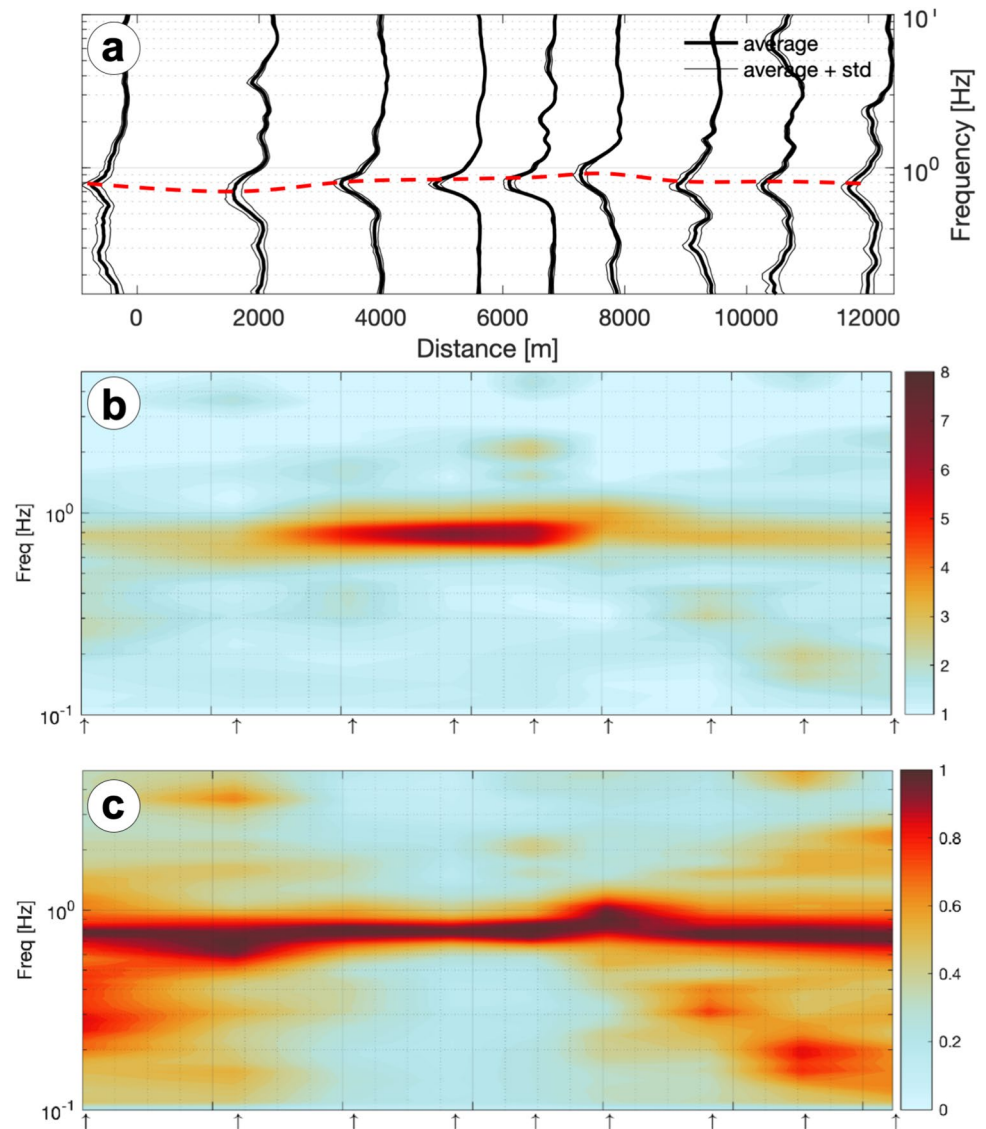 a
average
average + std
10¹
10⁰
Frequency [Hz]
0 2000 4000 6000 8000 10000 12000
Distance [m]
b
10⁰
10⁻¹
Freq [Hz]
8
7
6
5
4
3
2
1
↑ ↑ ↑ ↑ ↑ ↑ ↑ ↑ ↑
c
10⁰
10⁻¹
Freq [Hz]
1
0.8
0.6
0.4
0.2
0
↑ ↑ ↑ ↑ ↑ ↑ ↑ ↑ ↑